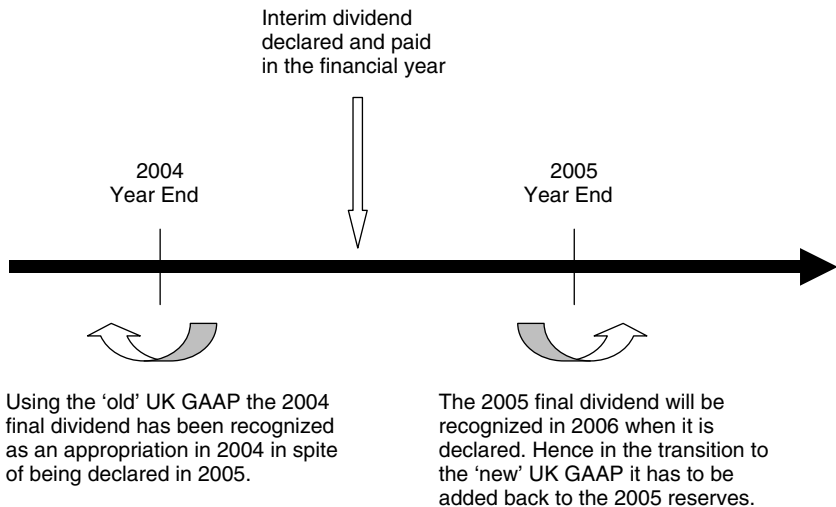 Interim dividend
declared and paid
in the financial year
2004
Year End
2005
Year End
Using the ‘old’ UK GAAP the 2004
final dividend has been recognized
as an appropriation in 2004 in spite
of being declared in 2005.
The 2005 final dividend will be
recognized in 2006 when it is
declared. Hence in the transition to
the ‘new’ UK GAAP it has to be
added back to the 2005 reserves.